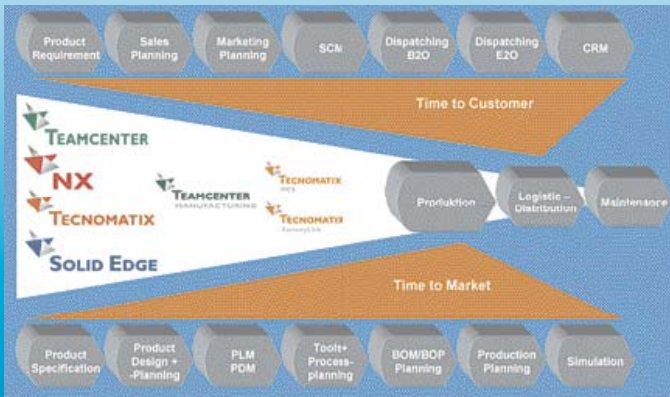 Product
Requirement
Sales
Planning
Marketing
Planning
SCM
Dispatching
B2O
Dispatching
E2O
CRM
Time to Customer
TEAMCENTER
NX
TECNOMATIX
SOLID EDGE
TEAMCENTER
MANUFACTURING
TECNOMATIX
MES
TECNOMATIX
FactoryLink
Produktion
Logistic –
Distribution
Maintenance
Time to Market
Product
Specification
Product
Design +
-Planning
PLM
PDM
Tools+
Process-
planning
BOM/BOP
Planning
Production
Planning
Simulation